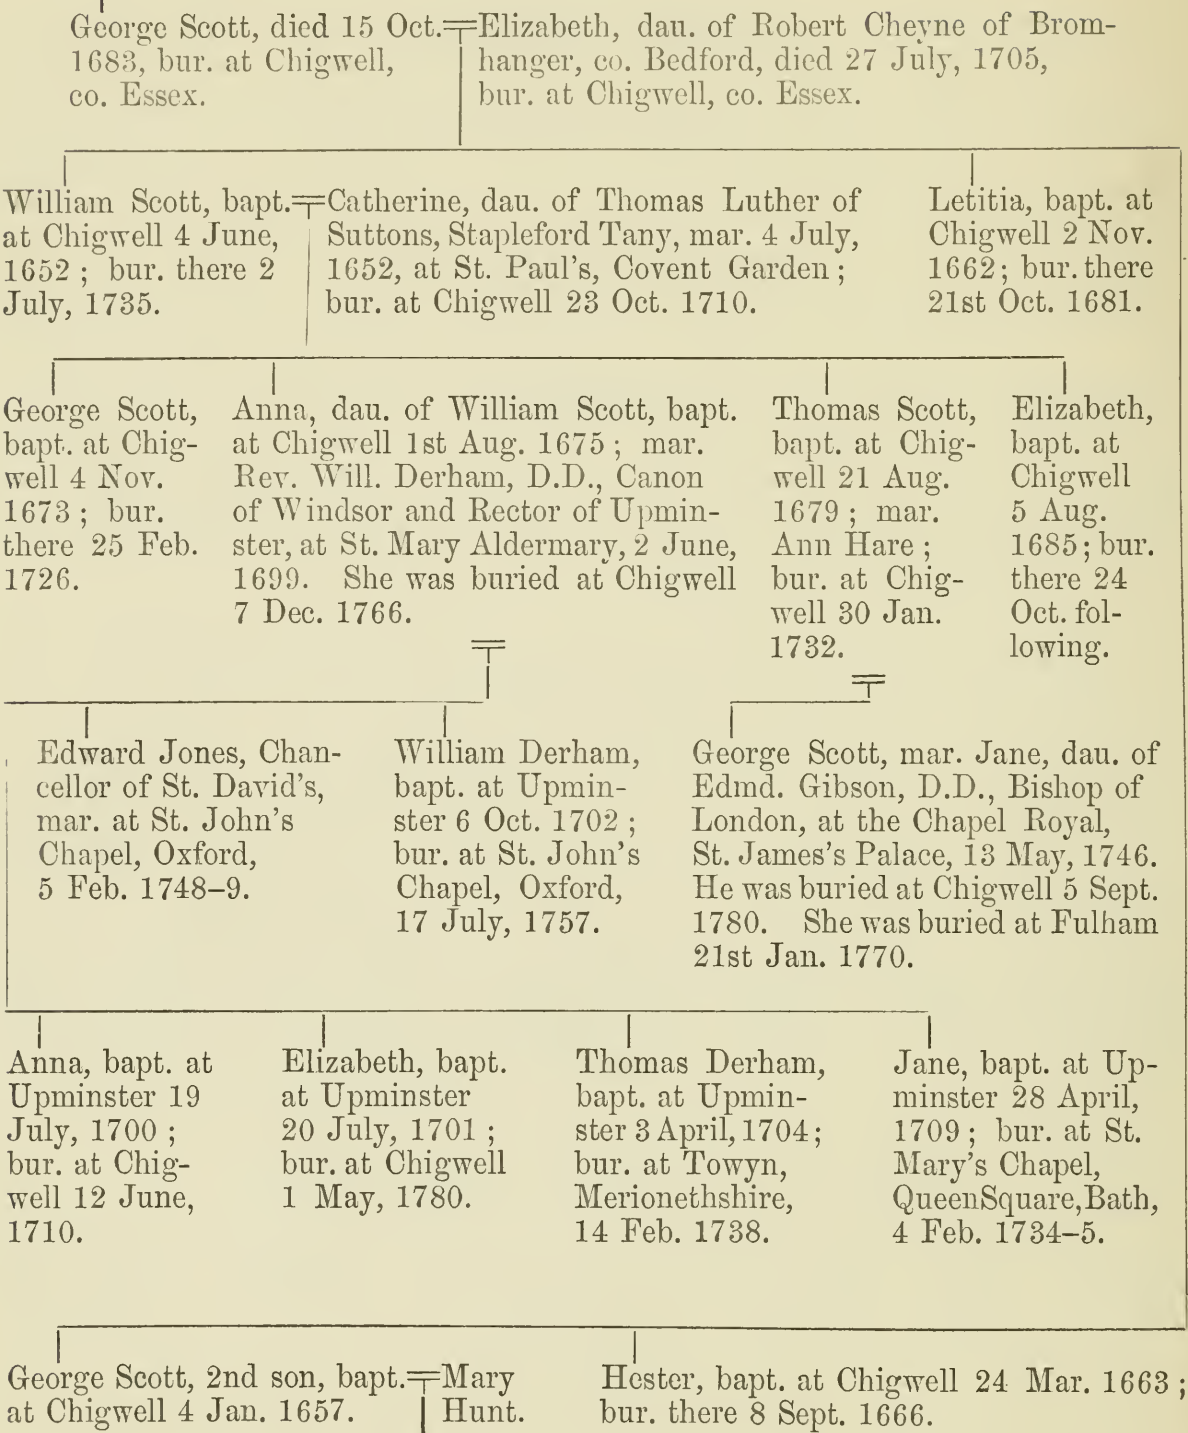 George Scott, died 15 Oct.
1683, bur. at Chigwell,
co. Essex.
Elizabeth, dau. of Robert Cheyne of Brom-
hanger, co. Bedford, died 27 July, 1705,
bur. at Chigwell, co. Essex.
William Scott, bapt.
at Chigwell 4 June,
1652 ; bur. there 2
July, 1735.
Catherine, dau. of Thomas Luther of
Suttons, Stapleford Tany, mar. 4 July,
1652, at St. Paul's, Covent Garden ;
bur. at Chigwell 23 Oct. 1710.
Letitia, bapt. at
Chigwell 2 Nov.
1662; bur. there
21st Oct. 1681.
George Scott,
bapt. at Chig-
well 4 Nov.
1673 ; bur.
there 25 Feb.
1726.
Anna, dau. of William Scott, bapt.
at Chigwell 1st Aug. 1675 ; mar.
Rev. Will. Derham, D.D., Canon
of Windsor and Rector of Upmin-
ster, at St. Mary Aldermary, 2 June,
1699. She was buried at Chigwell
7 Dec. 1766.
Thomas Scott,
bapt. at Chig-
well 21 Aug.
1679 ; mar.
Ann Hare ;
bur. at Chig-
well 30 Jan.
1732.
Elizabeth,
bapt. at
Chigwell
5 Aug.
1685; bur.
there 24
Oct. fol-
lowing.
Edward Jones, Chan-
cellor of St. David's,
mar. at St. John's
Chapel, Oxford,
5 Feb. 1748–9.
William Derham,
bapt. at Upmin-
ster 6 Oct. 1702 ;
bur. at St. John's
Chapel, Oxford,
17 July, 1757.
George Scott, mar. Jane, dau. of
Edmd. Gibson, D.D., Bishop of
London, at the Chapel Royal,
St. James's Palace, 13 May, 1746.
He was buried at Chigwell 5 Sept.
1780. She was buried at Fulham
21st Jan. 1770.
Anna, bapt. at
Upminster 19
July, 1700 ;
bur. at Chig-
well 12 June,
1710.
Elizabeth, bapt.
at Upminster
20 July, 1701 ;
bur. at Chigwell
1 May, 1780.
Thomas Derham,
bapt. at Upmin-
ster 3 April, 1704;
bur. at Towyn,
Merionethshire,
14 Feb. 1738.
Jane, bapt. at Up-
minster 28 April,
1709 ; bur. at St.
Mary's Chapel,
Queen Square, Bath,
4 Feb. 1734–5.
George Scott, 2nd son, bapt.
at Chigwell 4 Jan. 1657.
Mary
Hunt.
Hester, bapt. at Chigwell 24 Mar. 1663 ;
bur. there 8 Sept. 1666.